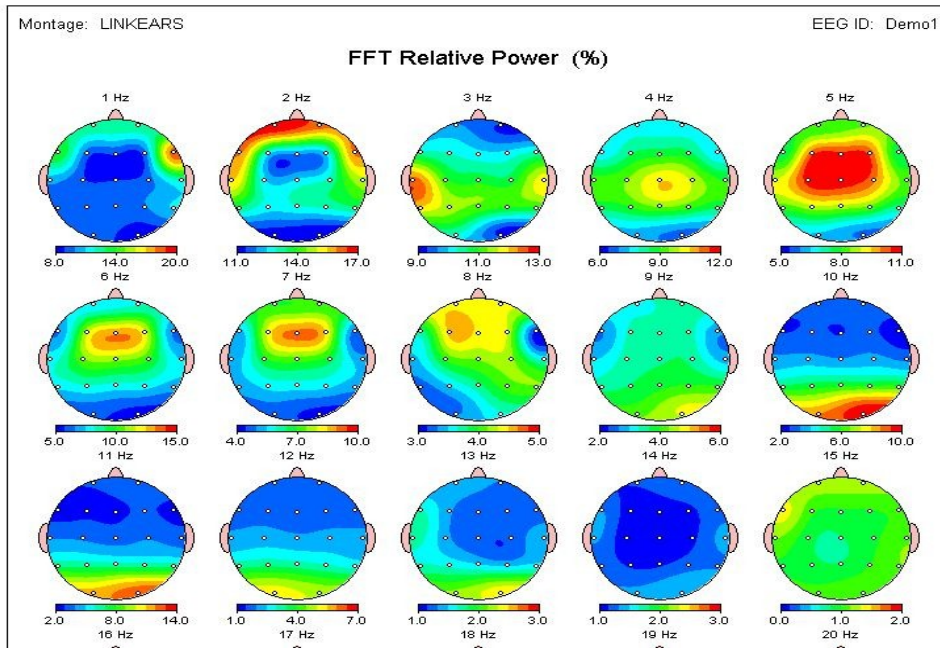 Montage: LINKEARS EEG ID: Demo1
FFT Relative Power (%)
1 Hz 2 Hz 3 Hz 4 Hz 5 Hz
8.0 14.0 20.0 11.0 14.0 17.0 9.0 11.0 13.0 6.0 9.0 12.0 5.0 8.0 11.0
6 Hz 7 Hz 8 Hz 9 Hz 10 Hz
5.0 10.0 15.0 4.0 7.0 10.0 3.0 4.0 5.0 2.0 4.0 6.0 2.0 6.0 10.0
11 Hz 12 Hz 13 Hz 14 Hz 15 Hz
2.0 8.0 14.0 1.0 4.0 7.0 1.0 2.0 3.0 1.0 2.0 3.0 0.0 1.0 2.0
16 Hz 17 Hz 18 Hz 19 Hz 20 Hz